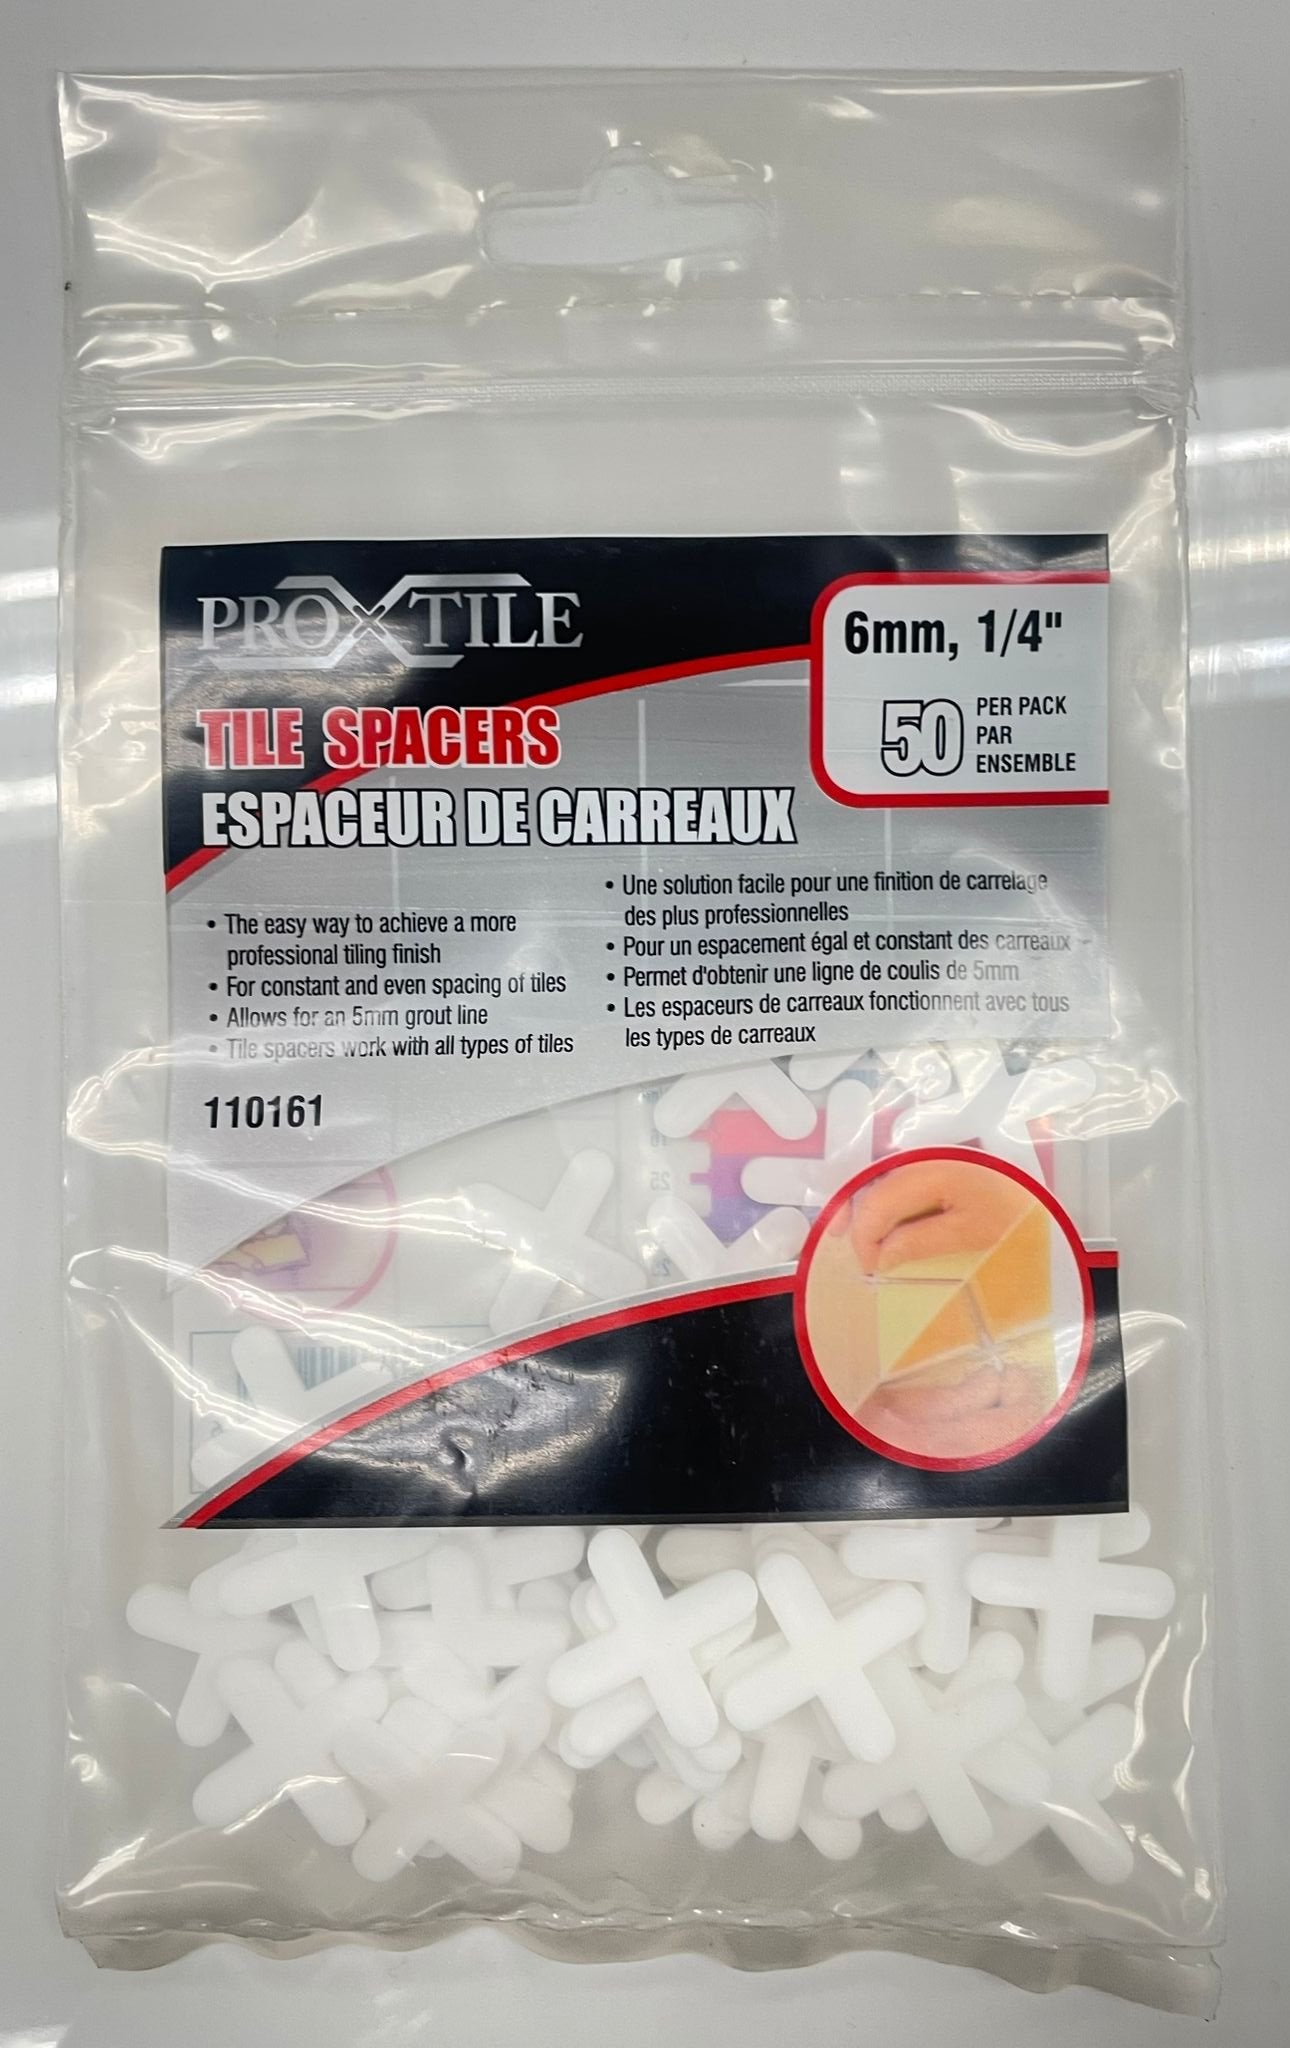 PROXTILE
6mm, 1/4"
50 PER PACK
PAR
ENSEMBLE
TILE SPACERS
ESPACEUR DE CARREAUX
• The easy way to achieve a more
professional tiling finish
• For constant and even spacing of tiles
• Allows for an 5mm grout line
• Tile spacers work with all types of tiles
• Une solution facile pour une finition de carrelage
des plus professionnelles
• Pour un espacement égal et constant des carreaux
• Permet d'obtenir une ligne de coulis de 5mm
• Les espaceurs de carreaux fonctionnent avec tous
les types de carreaux
110161
25